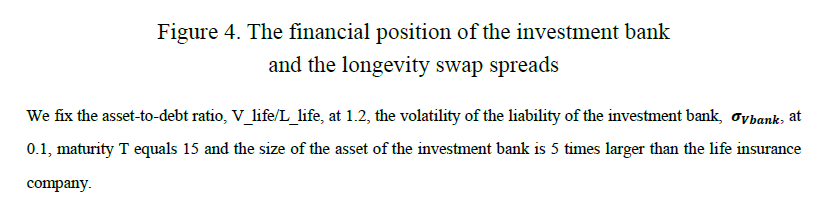 Figure 4. The financial position of the investment bank
and the longevity swap spreads
We fix the asset-to-debt ratio, V_life/L_life, at 1.2, the volatility of the liability of the investment bank, σVbank, at
0.1, maturity T equals 15 and the size of the asset of the investment bank is 5 times larger than the life insurance
company.